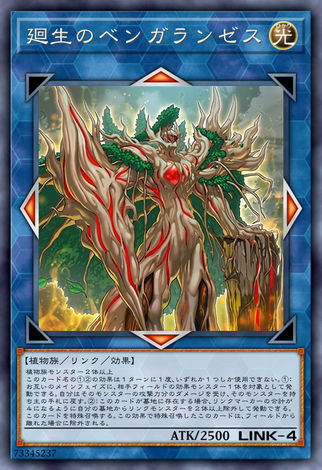 廻生のベンガランゼス
光
【植物族／リンク／効果】
植物族モンスター２体以上
このカード名の①②の効果は１ターンに１度、いずれか１つしか使用できない。①：
お互いのメインフェイズに、相手フィールドの効果モンスター１体を対象として発動
できる。自分はそのモンスターの攻撃力分のダメージを受け、そのモンスターを持
ち主の手札に戻す。②：このカードが墓地に存在する場合、リンクマーカーの合計が
４になるように自分の墓地からリンクモンスターを２体以上除外して発動できる。
このカードを特殊召喚する。この効果で特殊召喚したこのカードは、フィールドから
離れた場合に除外される。
ATK/2500 LINK-4
73345237